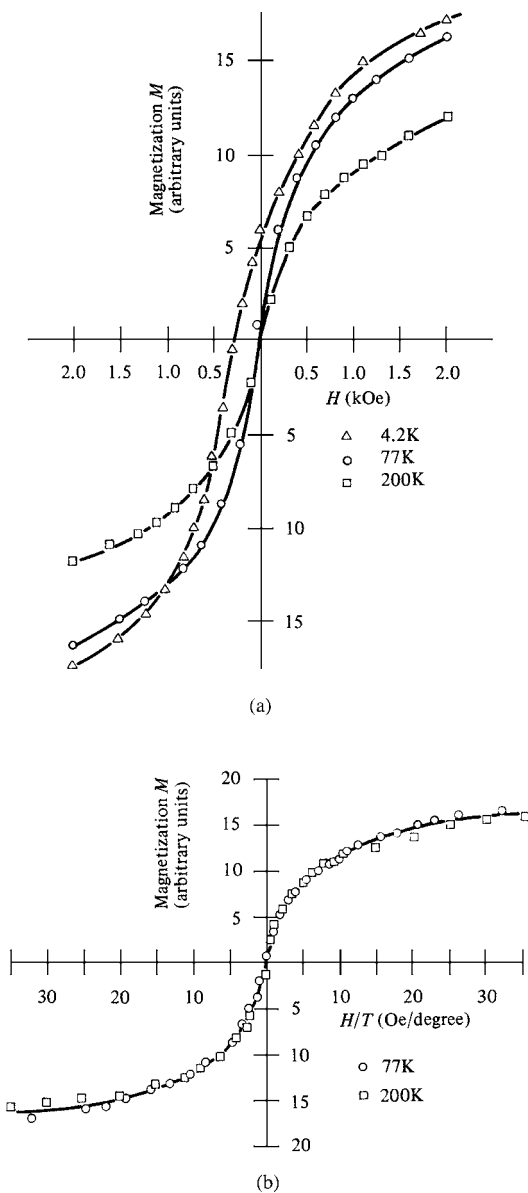 Magnetization M
(arbitrary units)
15
10
5
2.0 1.5 1.0 0.5 0.5 1.0 1.5 2.0
H (kOe)
5
△ 4.2K
○ 77K
□ 200K
10
15
(a)
Magnetization M
(arbitrary units)
20
15
10
5
30 20 10 10 20 30
H/T (Oe/degree)
5
10
○ 77K
□ 200K
15
20
(b)